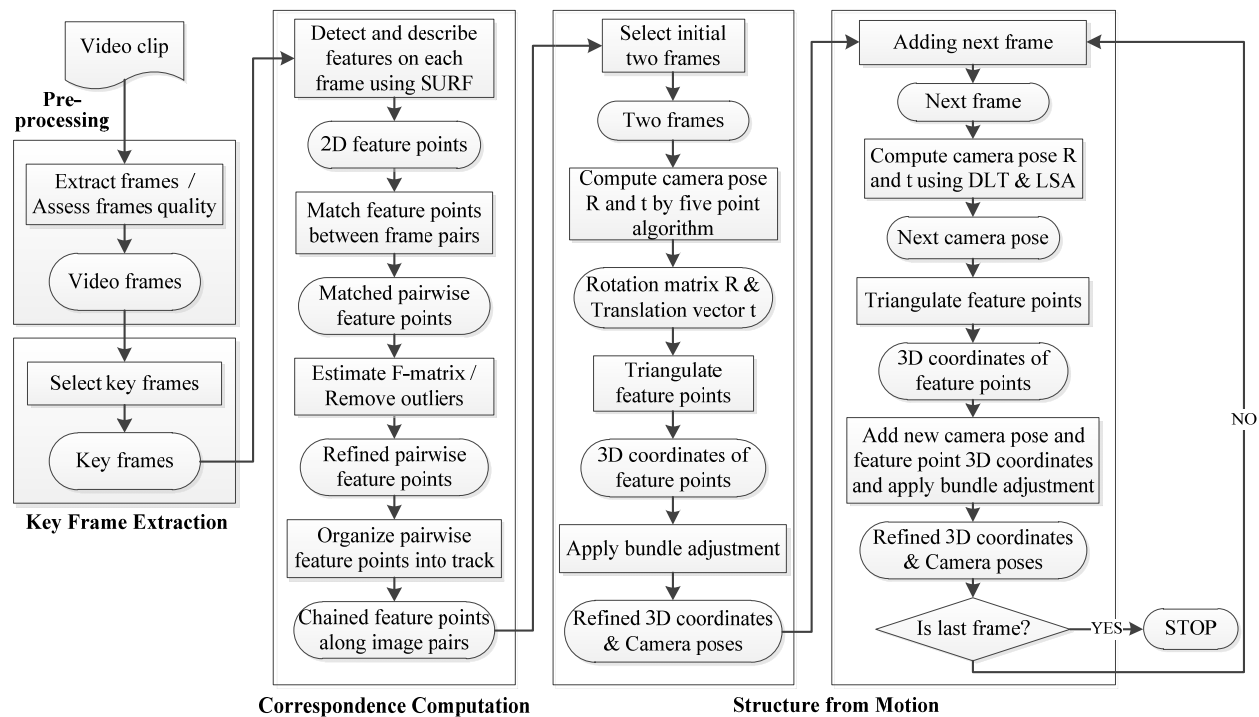 Video clip
Pre-
processing
Extract frames /
Assess frames quality
Video frames
Select key frames
Key frames
Key Frame Extraction
Detect and describe
features on each
frame using SURF
2D feature points
Match feature points
between frame pairs
Matched pairwise
feature points
Estimate F-matrix /
Remove outliers
Refined pairwise
feature points
Organize pairwise
feature points into track
Chained feature points
along image pairs
Correspondence Computation
Select initial
two frames
Two frames
Compute camera pose
R and t by five point
algorithm
Rotation matrix R &
Translation vector t
Triangulate
feature points
3D coordinates of
feature points
Apply bundle adjustment
Refined 3D coordinates
& Camera poses
Adding next frame
Next frame
Compute camera pose R
and t using DLT & LSA
Next camera pose
Triangulate feature points
3D coordinates of
feature points
Add new camera pose and
feature point 3D coordinates
and apply bundle adjustment
Refined 3D coordinates
& Camera poses
Is last frame?
YES
STOP
NO
Structure from Motion